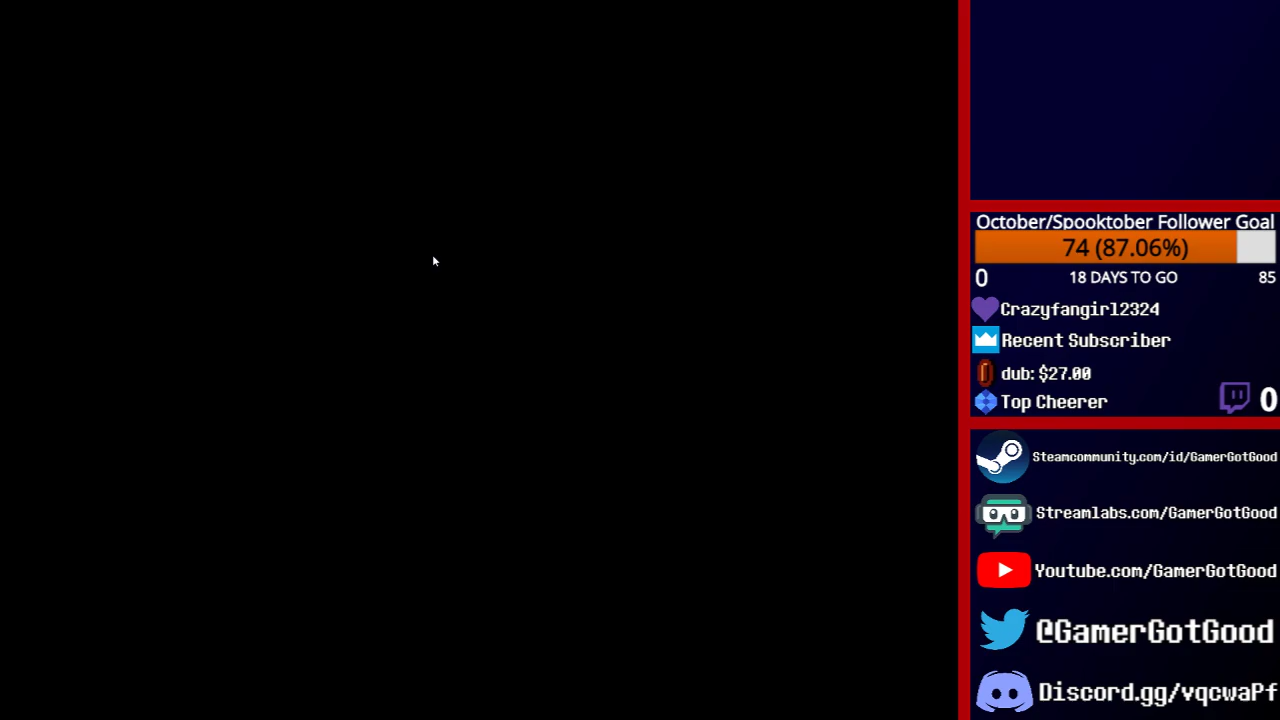 October/Spooktober Follower Goal
74 (87.06%)
0
18 DAYS TO GO
85
Crazyfangirl2324
Recent Subscriber
dub: $27.00
Top Cheerer
0
Steamcommunity.com/id/GamerGotGood
Streamlabs.com/GamerGotGood
Youtube.com/GamerGotGood
@GamerGotGood
Discord.gg/vqcwaPf